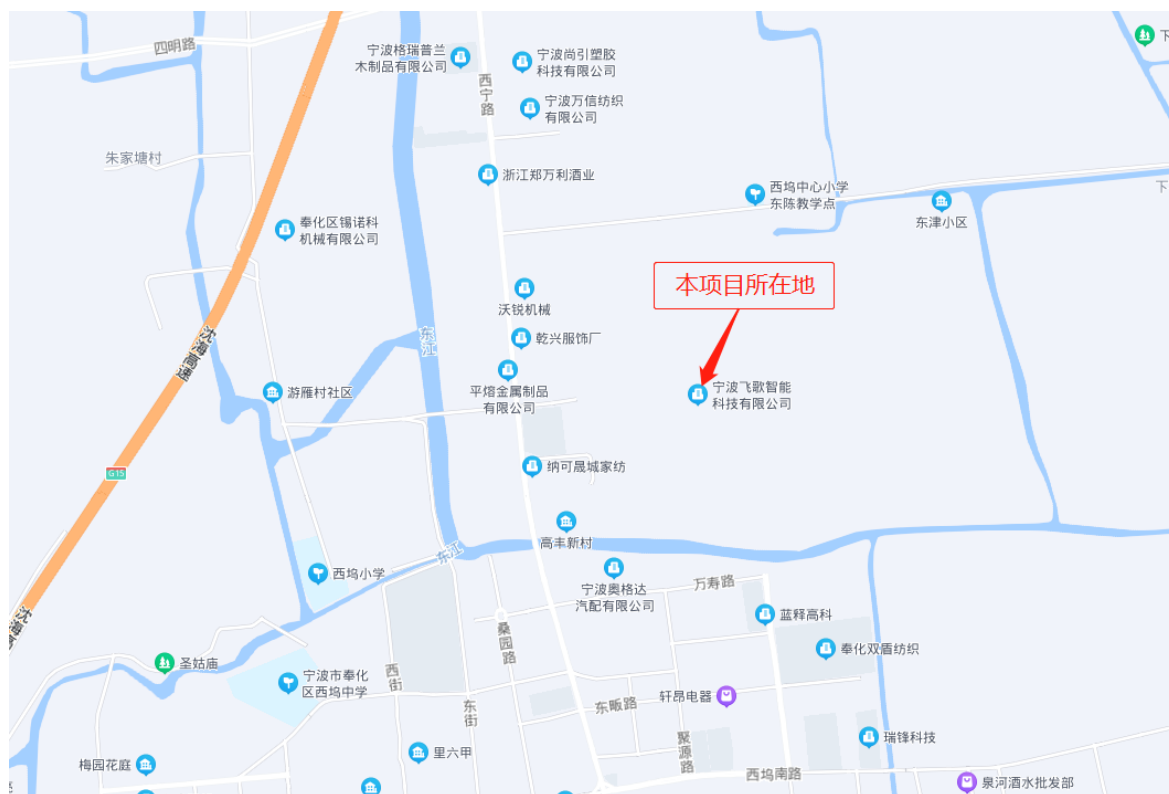 四明路
宁波格瑞普兰
木制品有限公司
宁波尚引塑胶
科技有限公司
下
西宁路
宁波万信纺织
有限公司
朱家塘村
浙江郑万利酒业
西坞中心小学
东陈教学点
下
东津小区
奉化区锡诺科
机械有限公司
本项目所在地
沃锐机械
沈海高速
东江
乾兴服饰厂
平熔金属制品
有限公司
游雁村社区
宁波飞歌智能
科技有限公司
G15
纳可晟城家纺
高丰新村
东江
西坞小学
宁波奥格达
汽配有限公司
万寿路
蓝释高科
沈海高
桑园路
奉化双盾纺织
圣姑庙
宁波市奉化
区西坞中学
西街
东街
轩昂电器
东畈路
聚源路
瑞锋科技
里六甲
梅园花庭
西坞南路
泉河酒水批发部